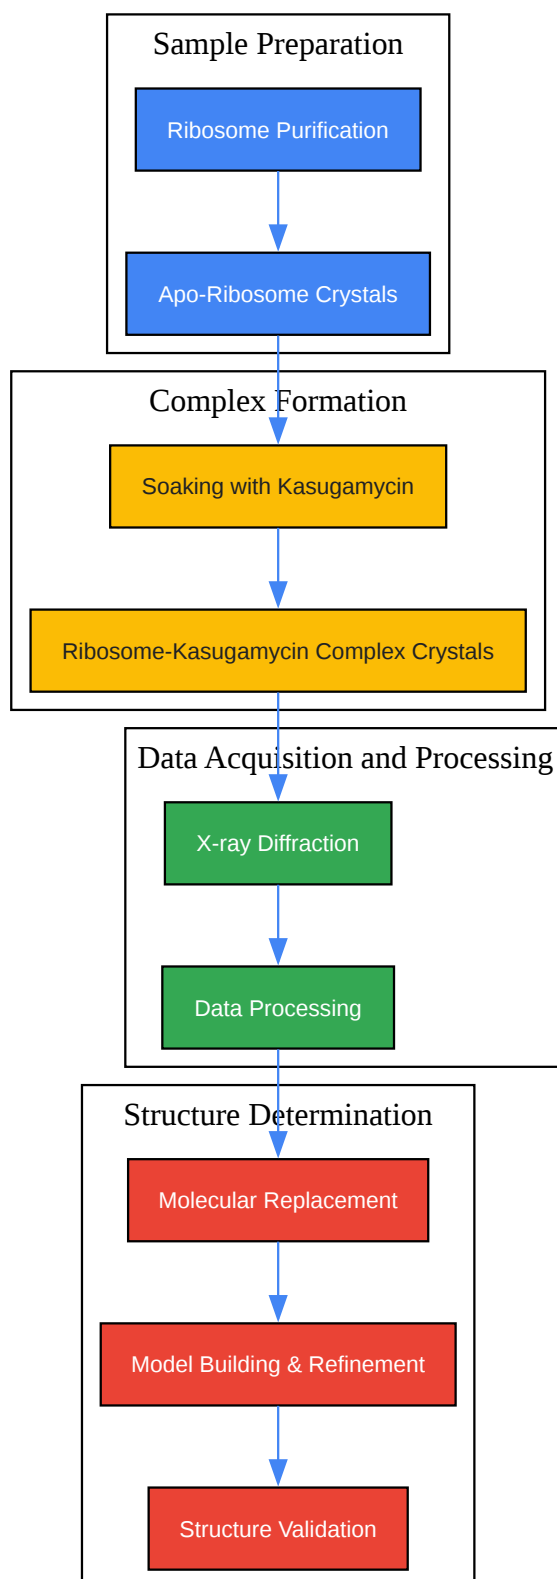 Sample Preparation
Ribosome Purification
Apo-Ribosome Crystals
Complex Formation
Soaking with Kasugamycin
Ribosome-Kasugamycin Complex Crystals
Data Acquisition and Processing
X-ray Diffraction
Data Processing
Structure Determination
Molecular Replacement
Model Building & Refinement
Structure Validation